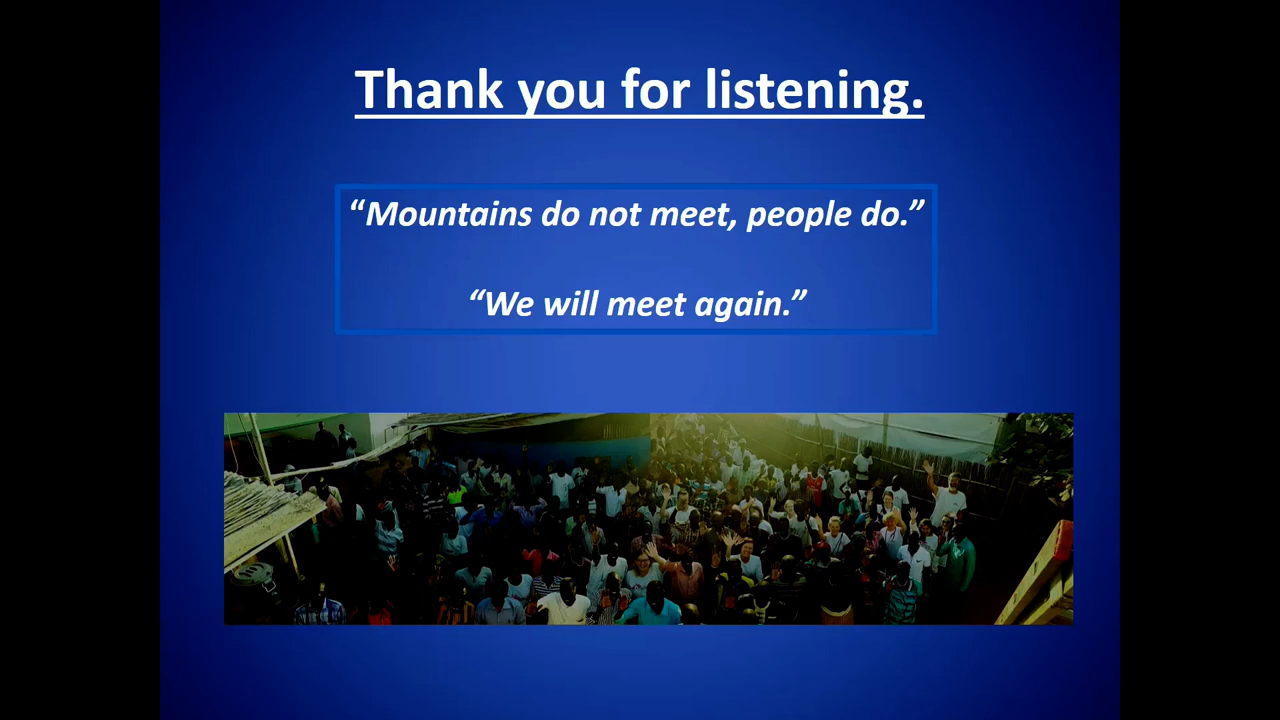 Thank you for listening.
“Mountains do not meet, people do.”
“We will meet again.”